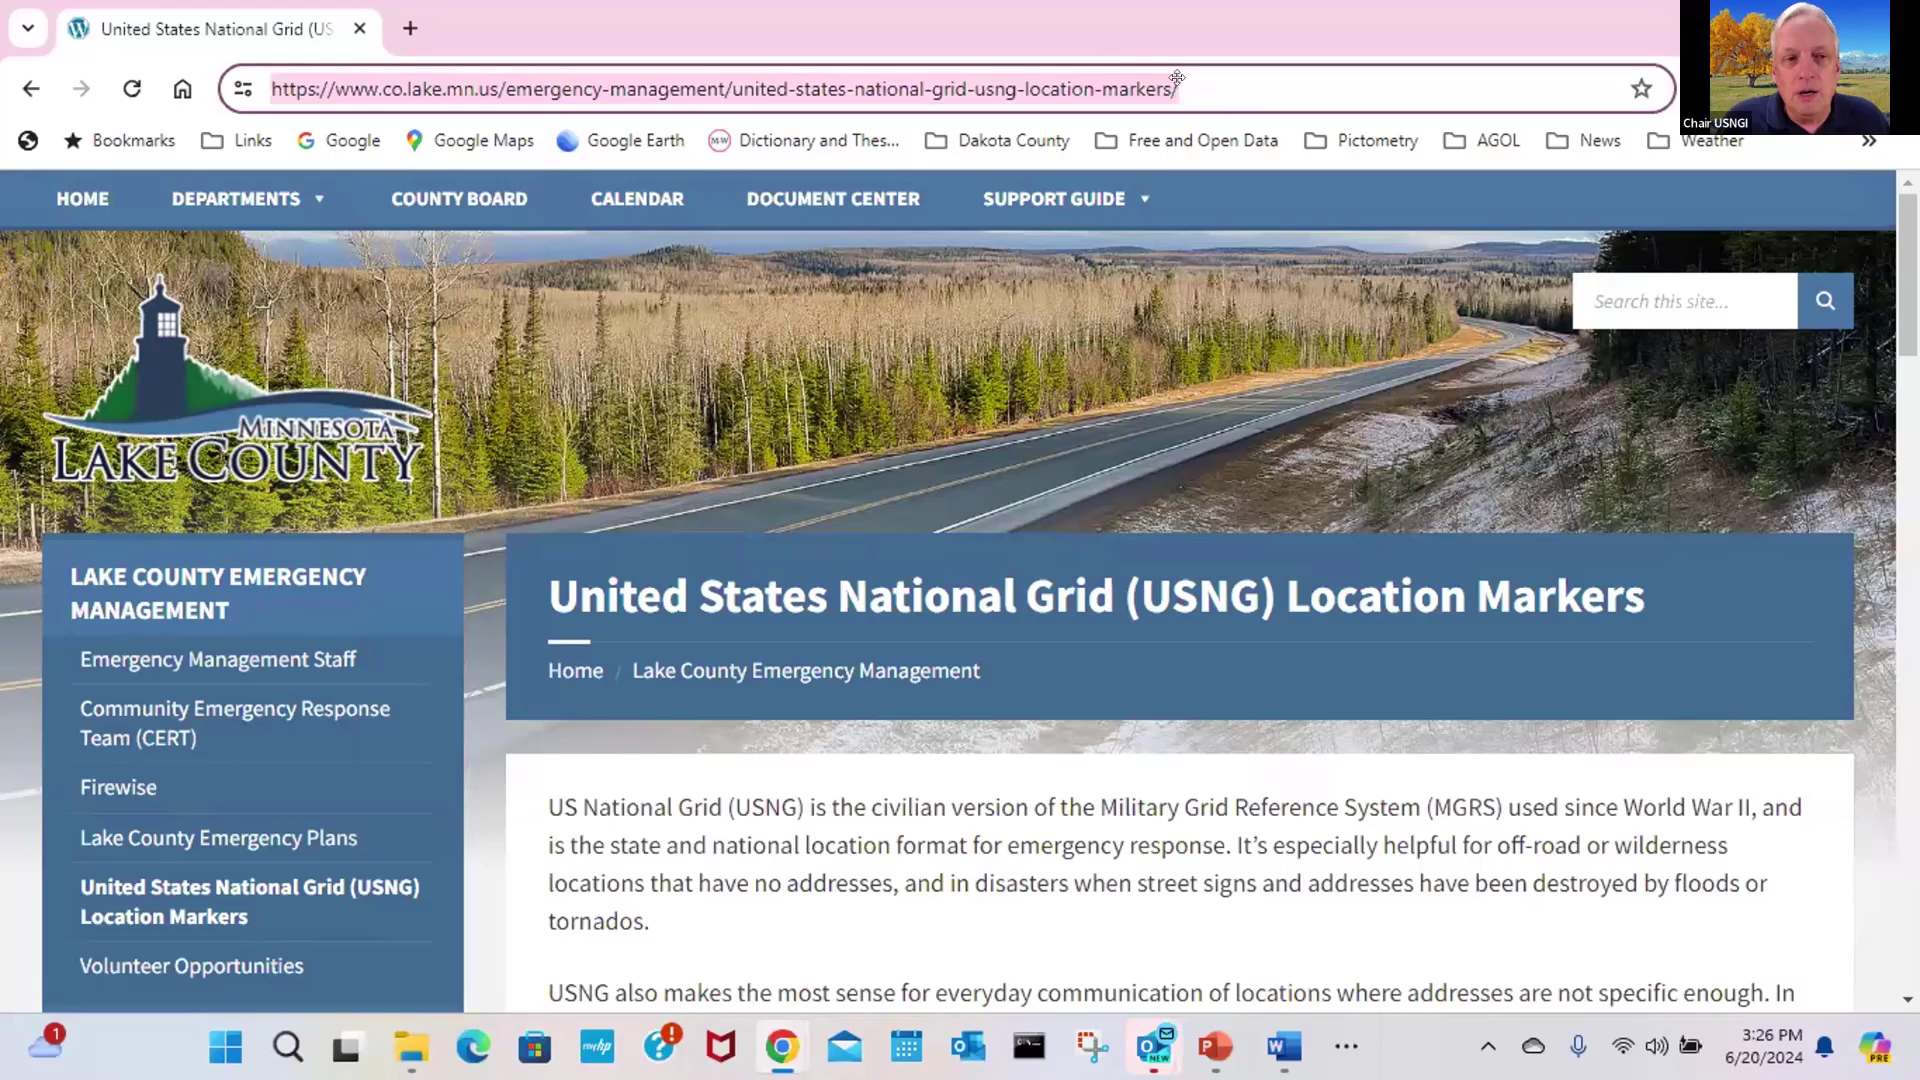 United States National Grid (US
https://www.co.lake.mn.us/emergency-management/united-states-national-grid-usng-location-markers/
Chair USNGI
Bookmarks
Links
Google
Google Maps
Google Earth
Dictionary and Thes...
Dakota County
Free and Open Data
Pictometry
AGOL
News
Weather
HOME
DEPARTMENTS
COUNTY BOARD
CALENDAR
DOCUMENT CENTER
SUPPORT GUIDE
Search this site...
MINNESOTA
LAKE COUNTY
LAKE COUNTY EMERGENCY
MANAGEMENT
Emergency Management Staff
Community Emergency Response
Team (CERT)
Firewise
Lake County Emergency Plans
United States National Grid (USNG)
Location Markers
Volunteer Opportunities
United States National Grid (USNG) Location Markers
Home / Lake County Emergency Management
US National Grid (USNG) is the civilian version of the Military Grid Reference System (MGRS) used since World War II, and
is the state and national location format for emergency response. It’s especially helpful for off-road or wilderness
locations that have no addresses, and in disasters when street signs and addresses have been destroyed by floods or
tornados.
USNG also makes the most sense for everyday communication of locations where addresses are not specific enough. In
1
myhp
NEW
3:26 PM
6/20/2024
PRE